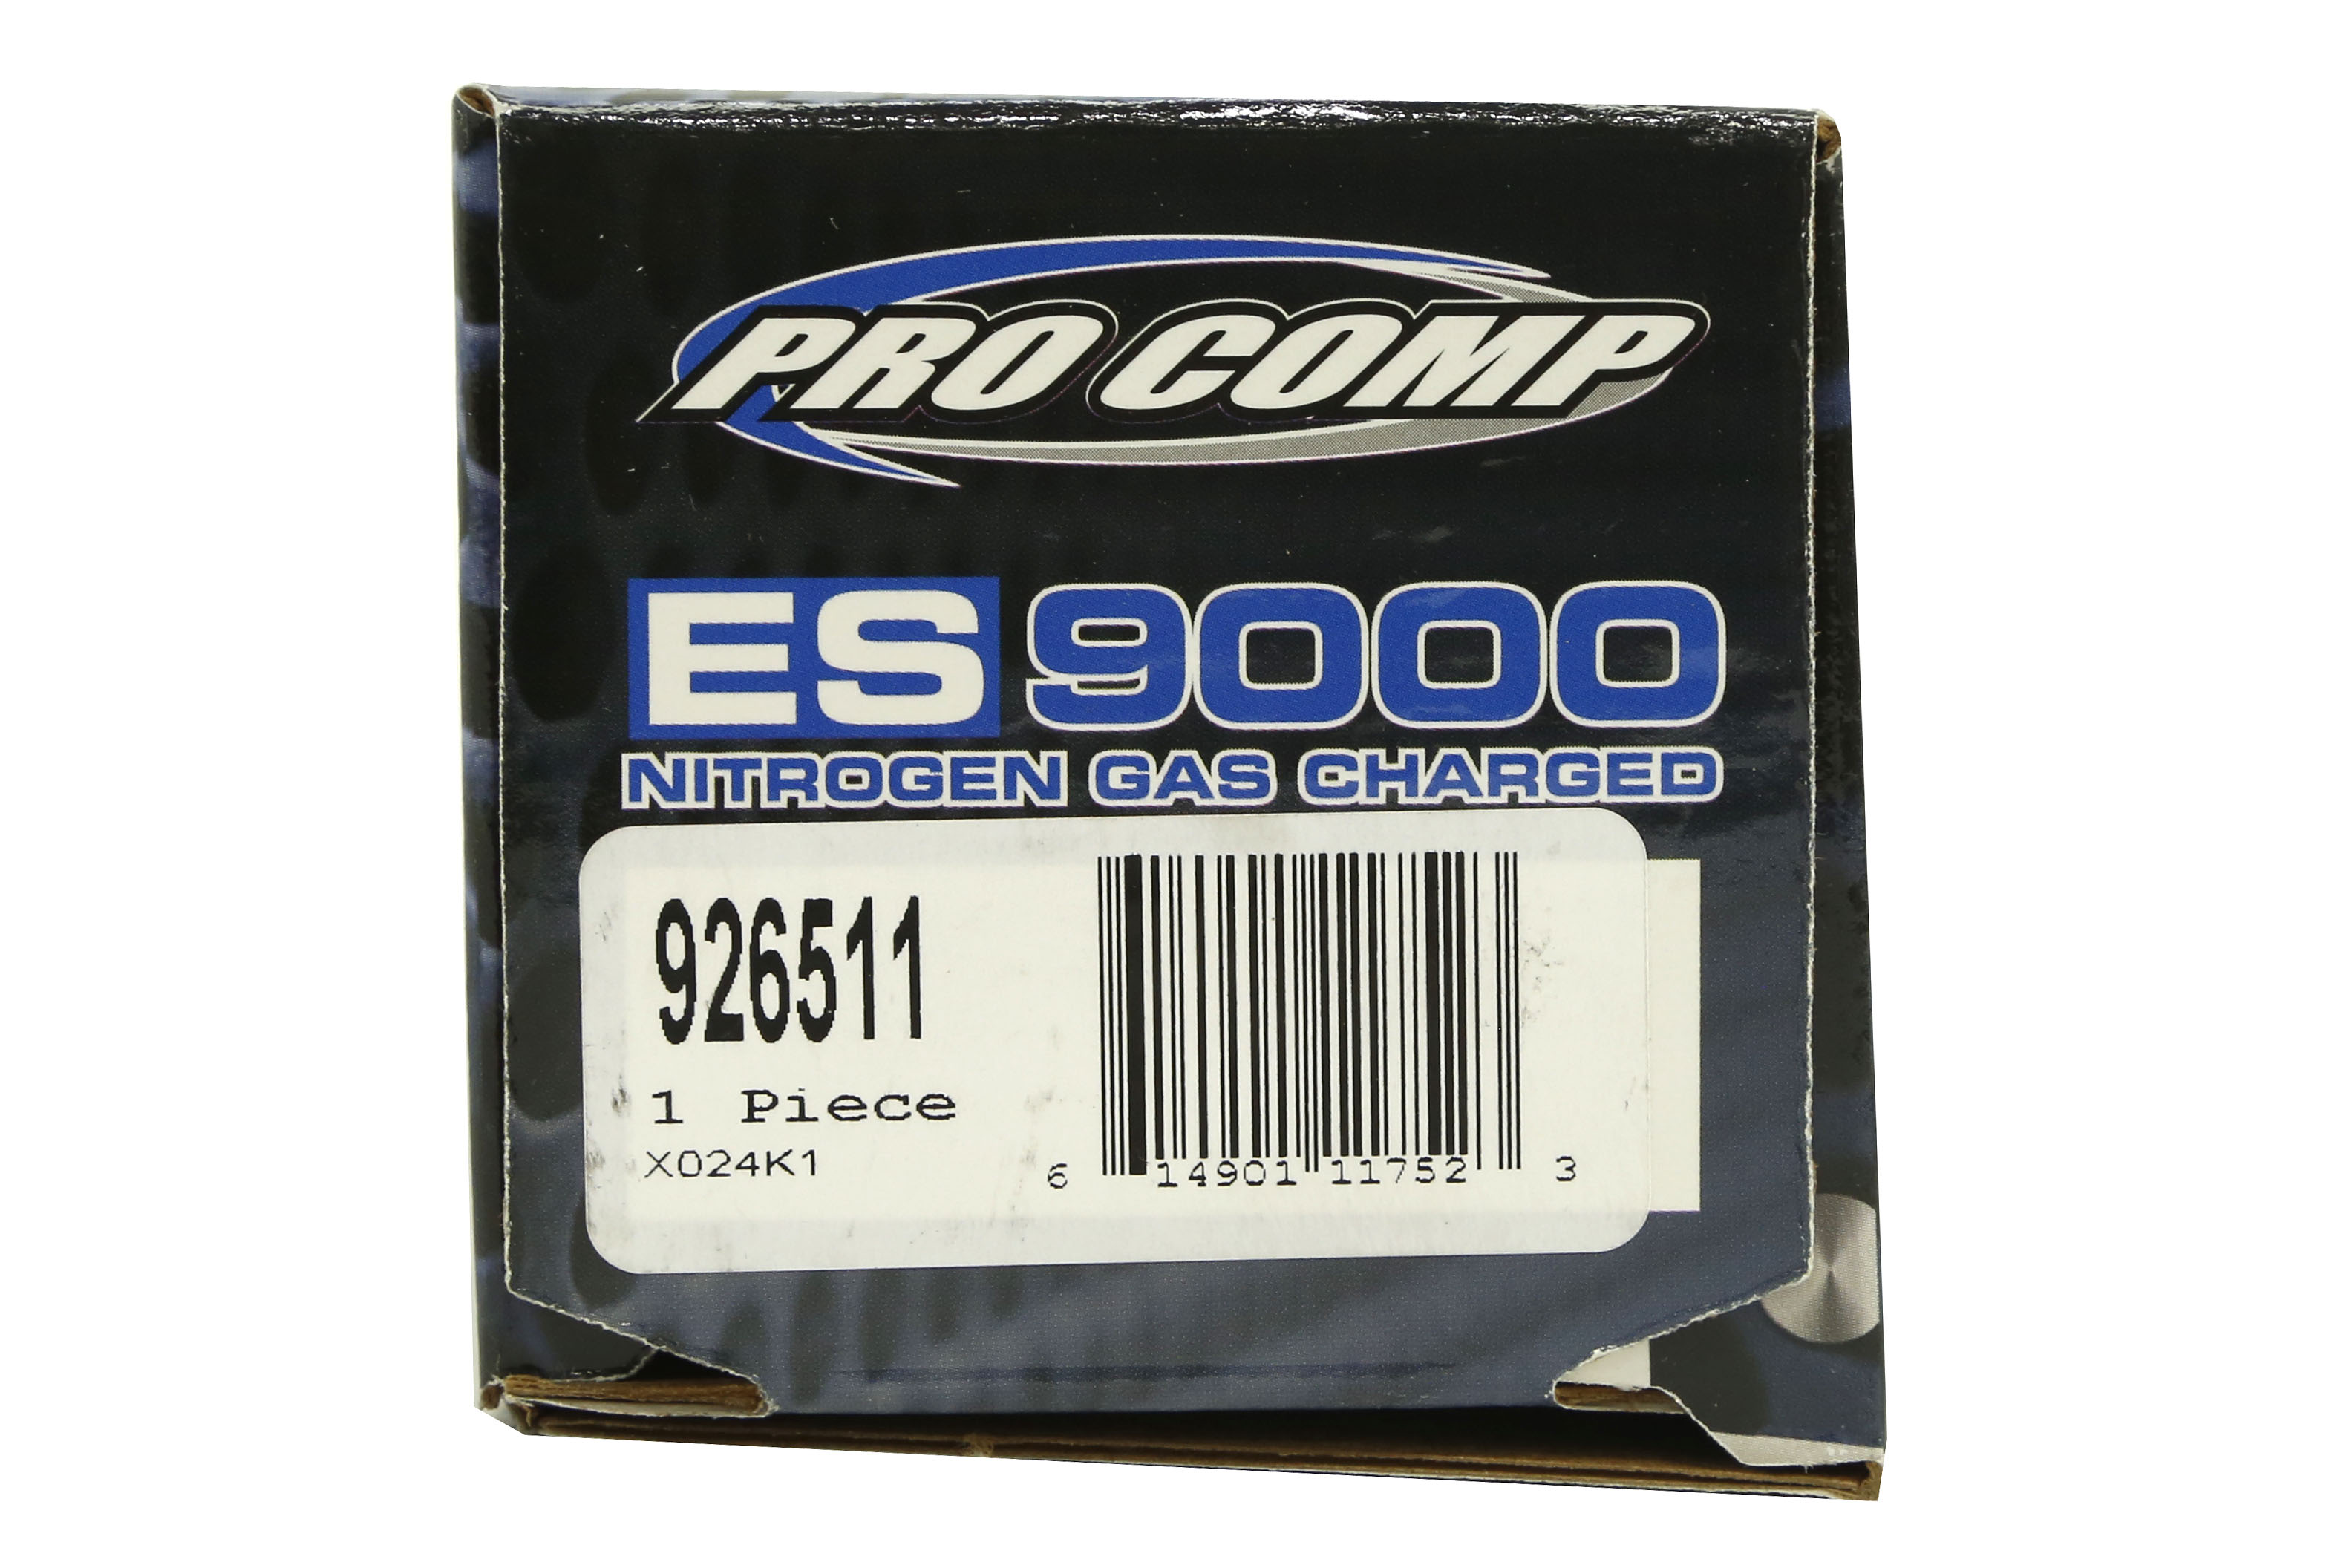 PRO COMP
ES 9000
NITROGEN GAS CHARGED
926511
1 Piece
X024K1
6 14901 11752 3